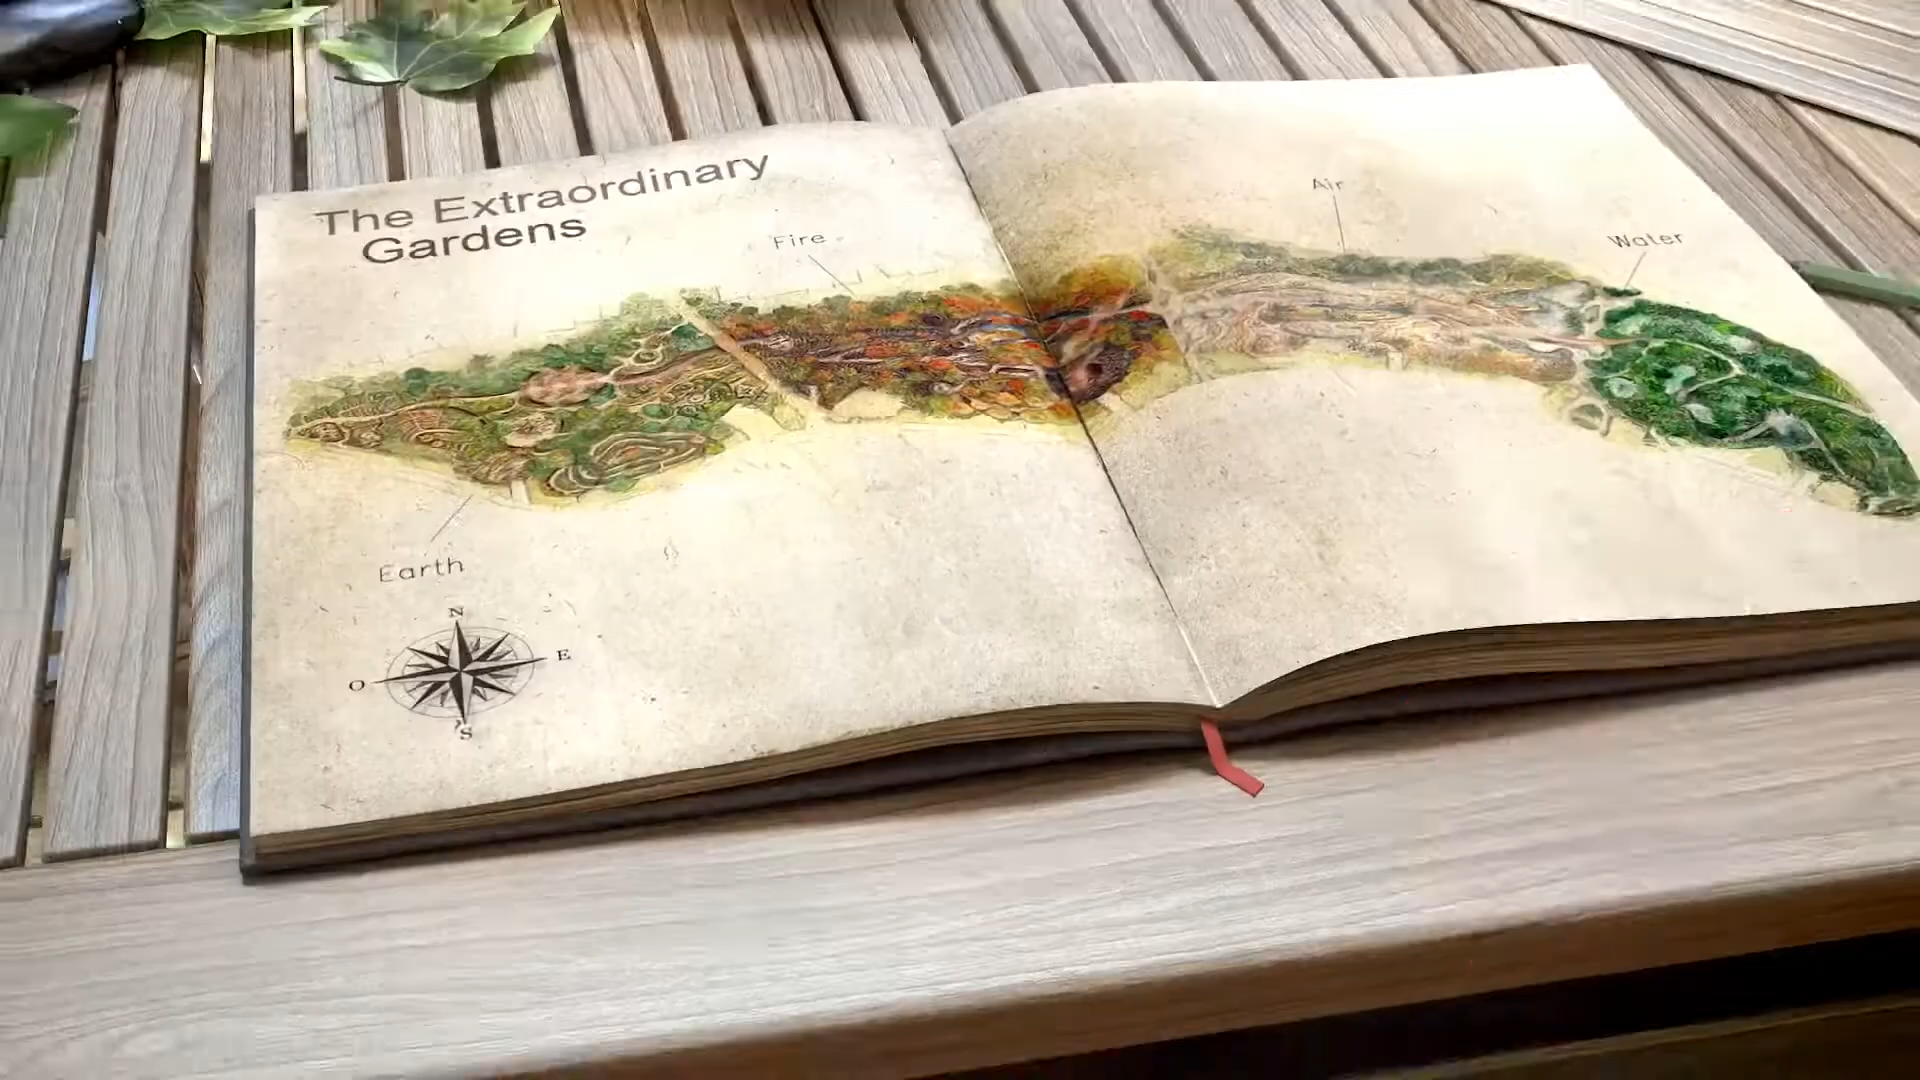 The Extraordinary
Gardens
Fire
Air
Water
Earth
N
O
E
S